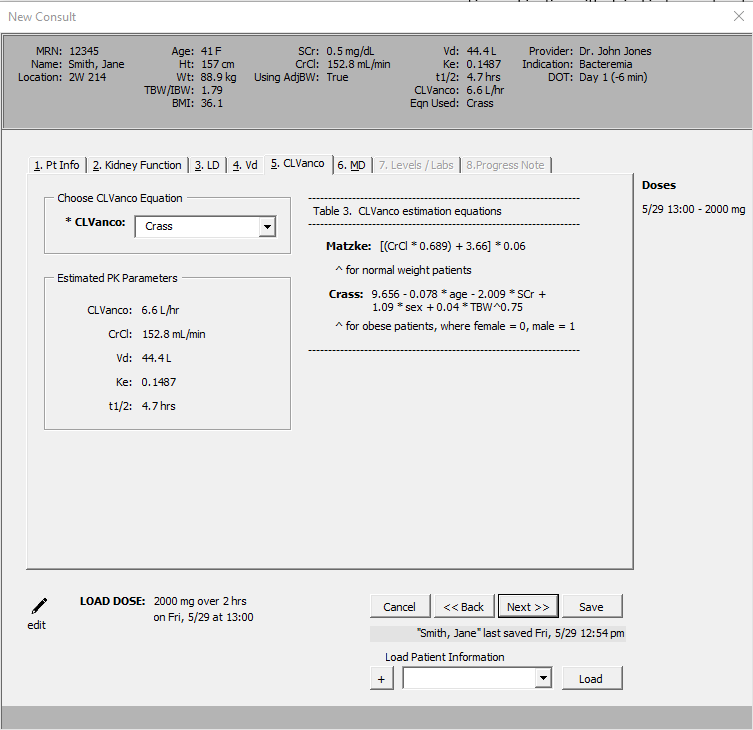 New Consult
MRN: 12345 Age: 41 F SCr: 0.5 mg/dL Vd: 44.4 L Provider: Dr. John Jones
Name: Smith, Jane Ht: 157 cm CrCl: 152.8 mL/min Ke: 0.1487 Indication: Bacteremia
Location: 2W 214 Wt: 88.9 kg Using AdjBW: True t1/2: 4.7 hrs DOT: Day 1 (-6 min)
TBW/IBW: 1.79 CLVanco: 6.6 L/hr
BMI: 36.1 Eqn Used: Crass
1. Pt Info 2. Kidney Function 3. LD 4. Vd 5. CLVanco 6. MD 7. Levels / Labs 8.Progress Note
Choose CLVanco Equation
* CLVanco: Crass
Estimated PK Parameters
CLVanco: 6.6 L/hr
CrCl: 152.8 mL/min
Vd: 44.4 L
Ke: 0.1487
t1/2: 4.7 hrs
Table 3. CLVanco estimation equations
Matzke: [(CrCl * 0.689) + 3.66] * 0.06
^ for normal weight patients
Crass: 9.656 - 0.078 * age - 2.009 * SCr +
1.09 * sex + 0.04 * TBW^0.75
^ for obese patients, where female = 0, male = 1
Doses
5/29 13:00 - 2000 mg
edit
LOAD DOSE: 2000 mg over 2 hrs
on Fri, 5/29 at 13:00
Cancel << Back Next >> Save
"Smith, Jane" last saved Fri, 5/29 12:54 pm
Load Patient Information
+ Load